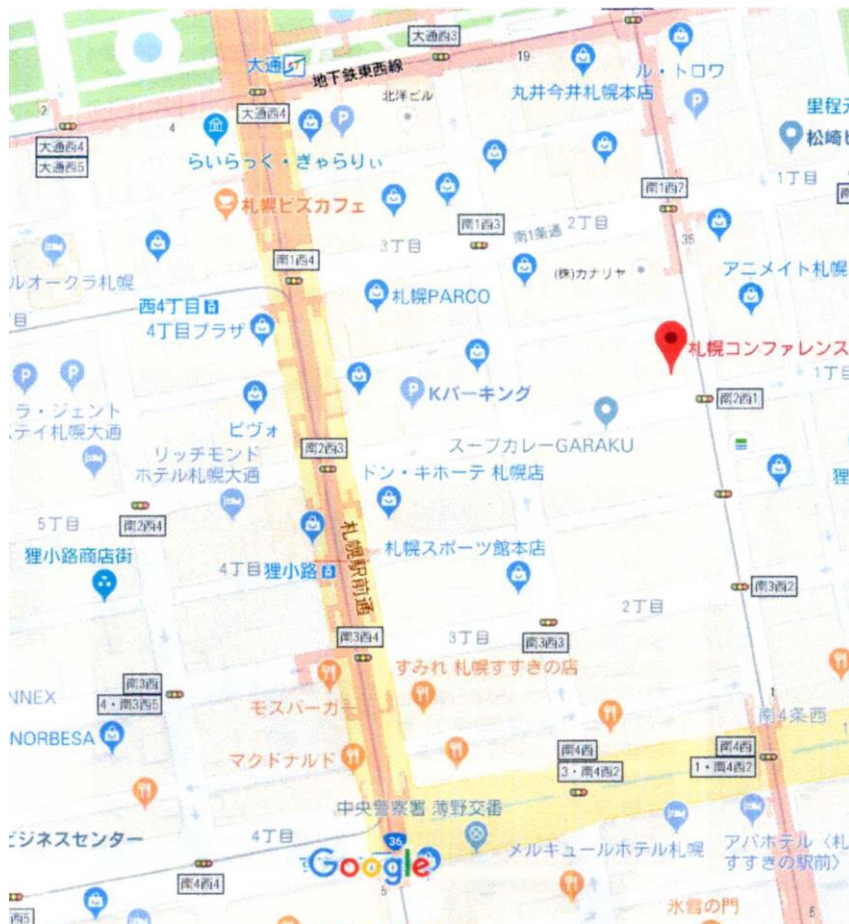 大通西3
19
大通
地下鉄東西線
ル・トロワ
丸井今井札幌本店
北洋ビル
2
大通西4
4
里程元
大通西4
大通西5
松崎ビ
らいらっく・ぎゃらりぃ
南1西2
1丁目
札幌ビズカフェ
南1西3
2丁目
南1条通
35
3丁目
南1西4
(株)カナリヤ
アニメイト札幌
ルオークラ札幌
札幌PARCO
西4丁目
4丁目プラザ
札幌コンファレンス
1丁目
Kパーキング
南2西1
ラ・ジェント
ステイ札幌大通
ビヴォ
スープカレーGARAKU
リッチモンド
ホテル札幌大通
南2西3
ドン・キホーテ 札幌店
5丁目
南2西4
狸
札幌スポーツ館本店
狸小路商店街
4丁目
狸小路
札幌駅前通
南3西2
2丁目
南3西4
3丁目
南3西3
すみれ 札幌すすきの店
南3西
4・南3西5
NNEX
モスバーガー
1
南4条西
NORBESA
マクドナルド
南4西
3・南4西2
南4西
1・南4西2
中央警察署 薄野交番
ビジネスセンター
4丁目
36
メルキュールホテル札幌
アパホテル〈札
すすきの駅前〉
Google
南4西4
氷雪の門
5
5